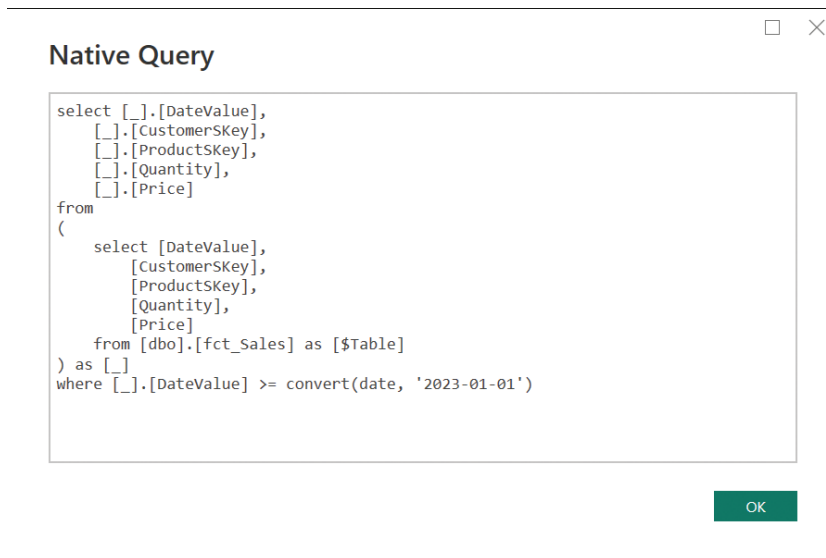 Native Query
select [_].[DateValue],
    [_].[CustomerSKey],
    [_].[ProductSKey],
    [_].[Quantity],
    [_].[Price]
from
(
    select [DateValue],
        [CustomerSKey],
        [ProductSKey],
        [Quantity],
        [Price]
    from [dbo].[fct_Sales] as [$Table]
) as [_]
where [_].[DateValue] >= convert(date, '2023-01-01')
OK